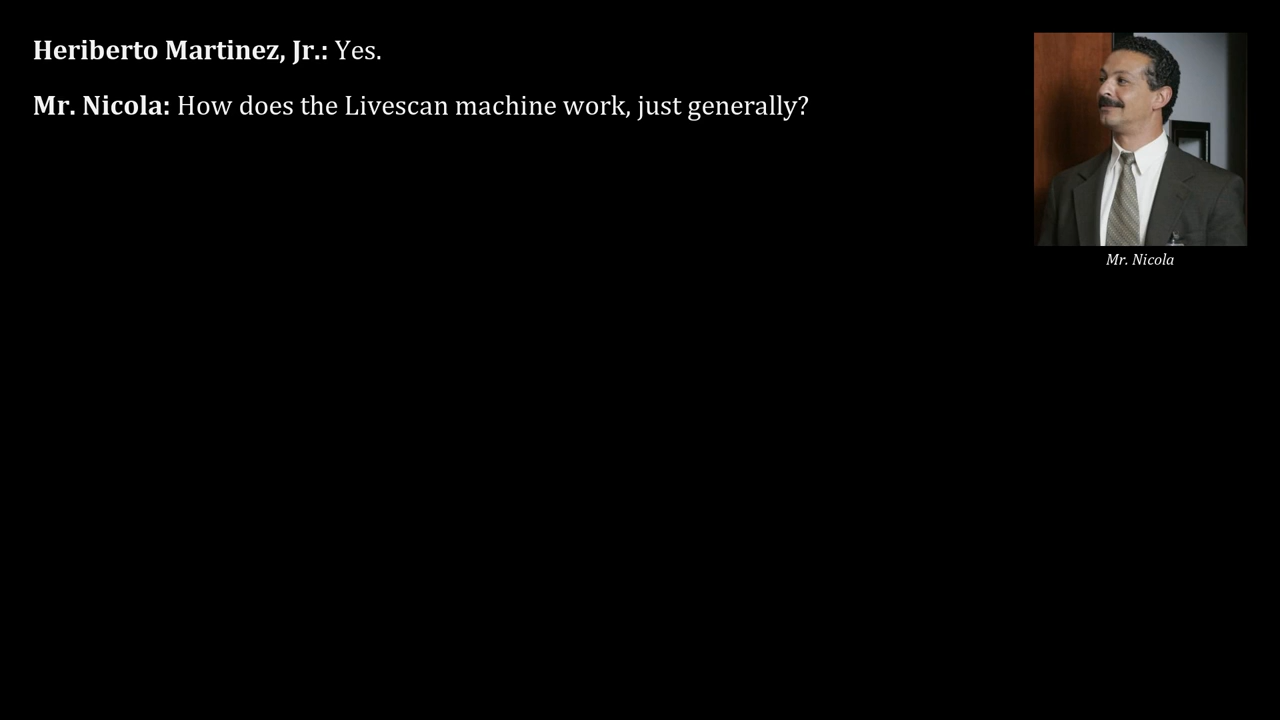 Heriberto Martinez, Jr.: Yes.
Mr. Nicola: How does the Livescan machine work, just generally?
Mr. Nicola